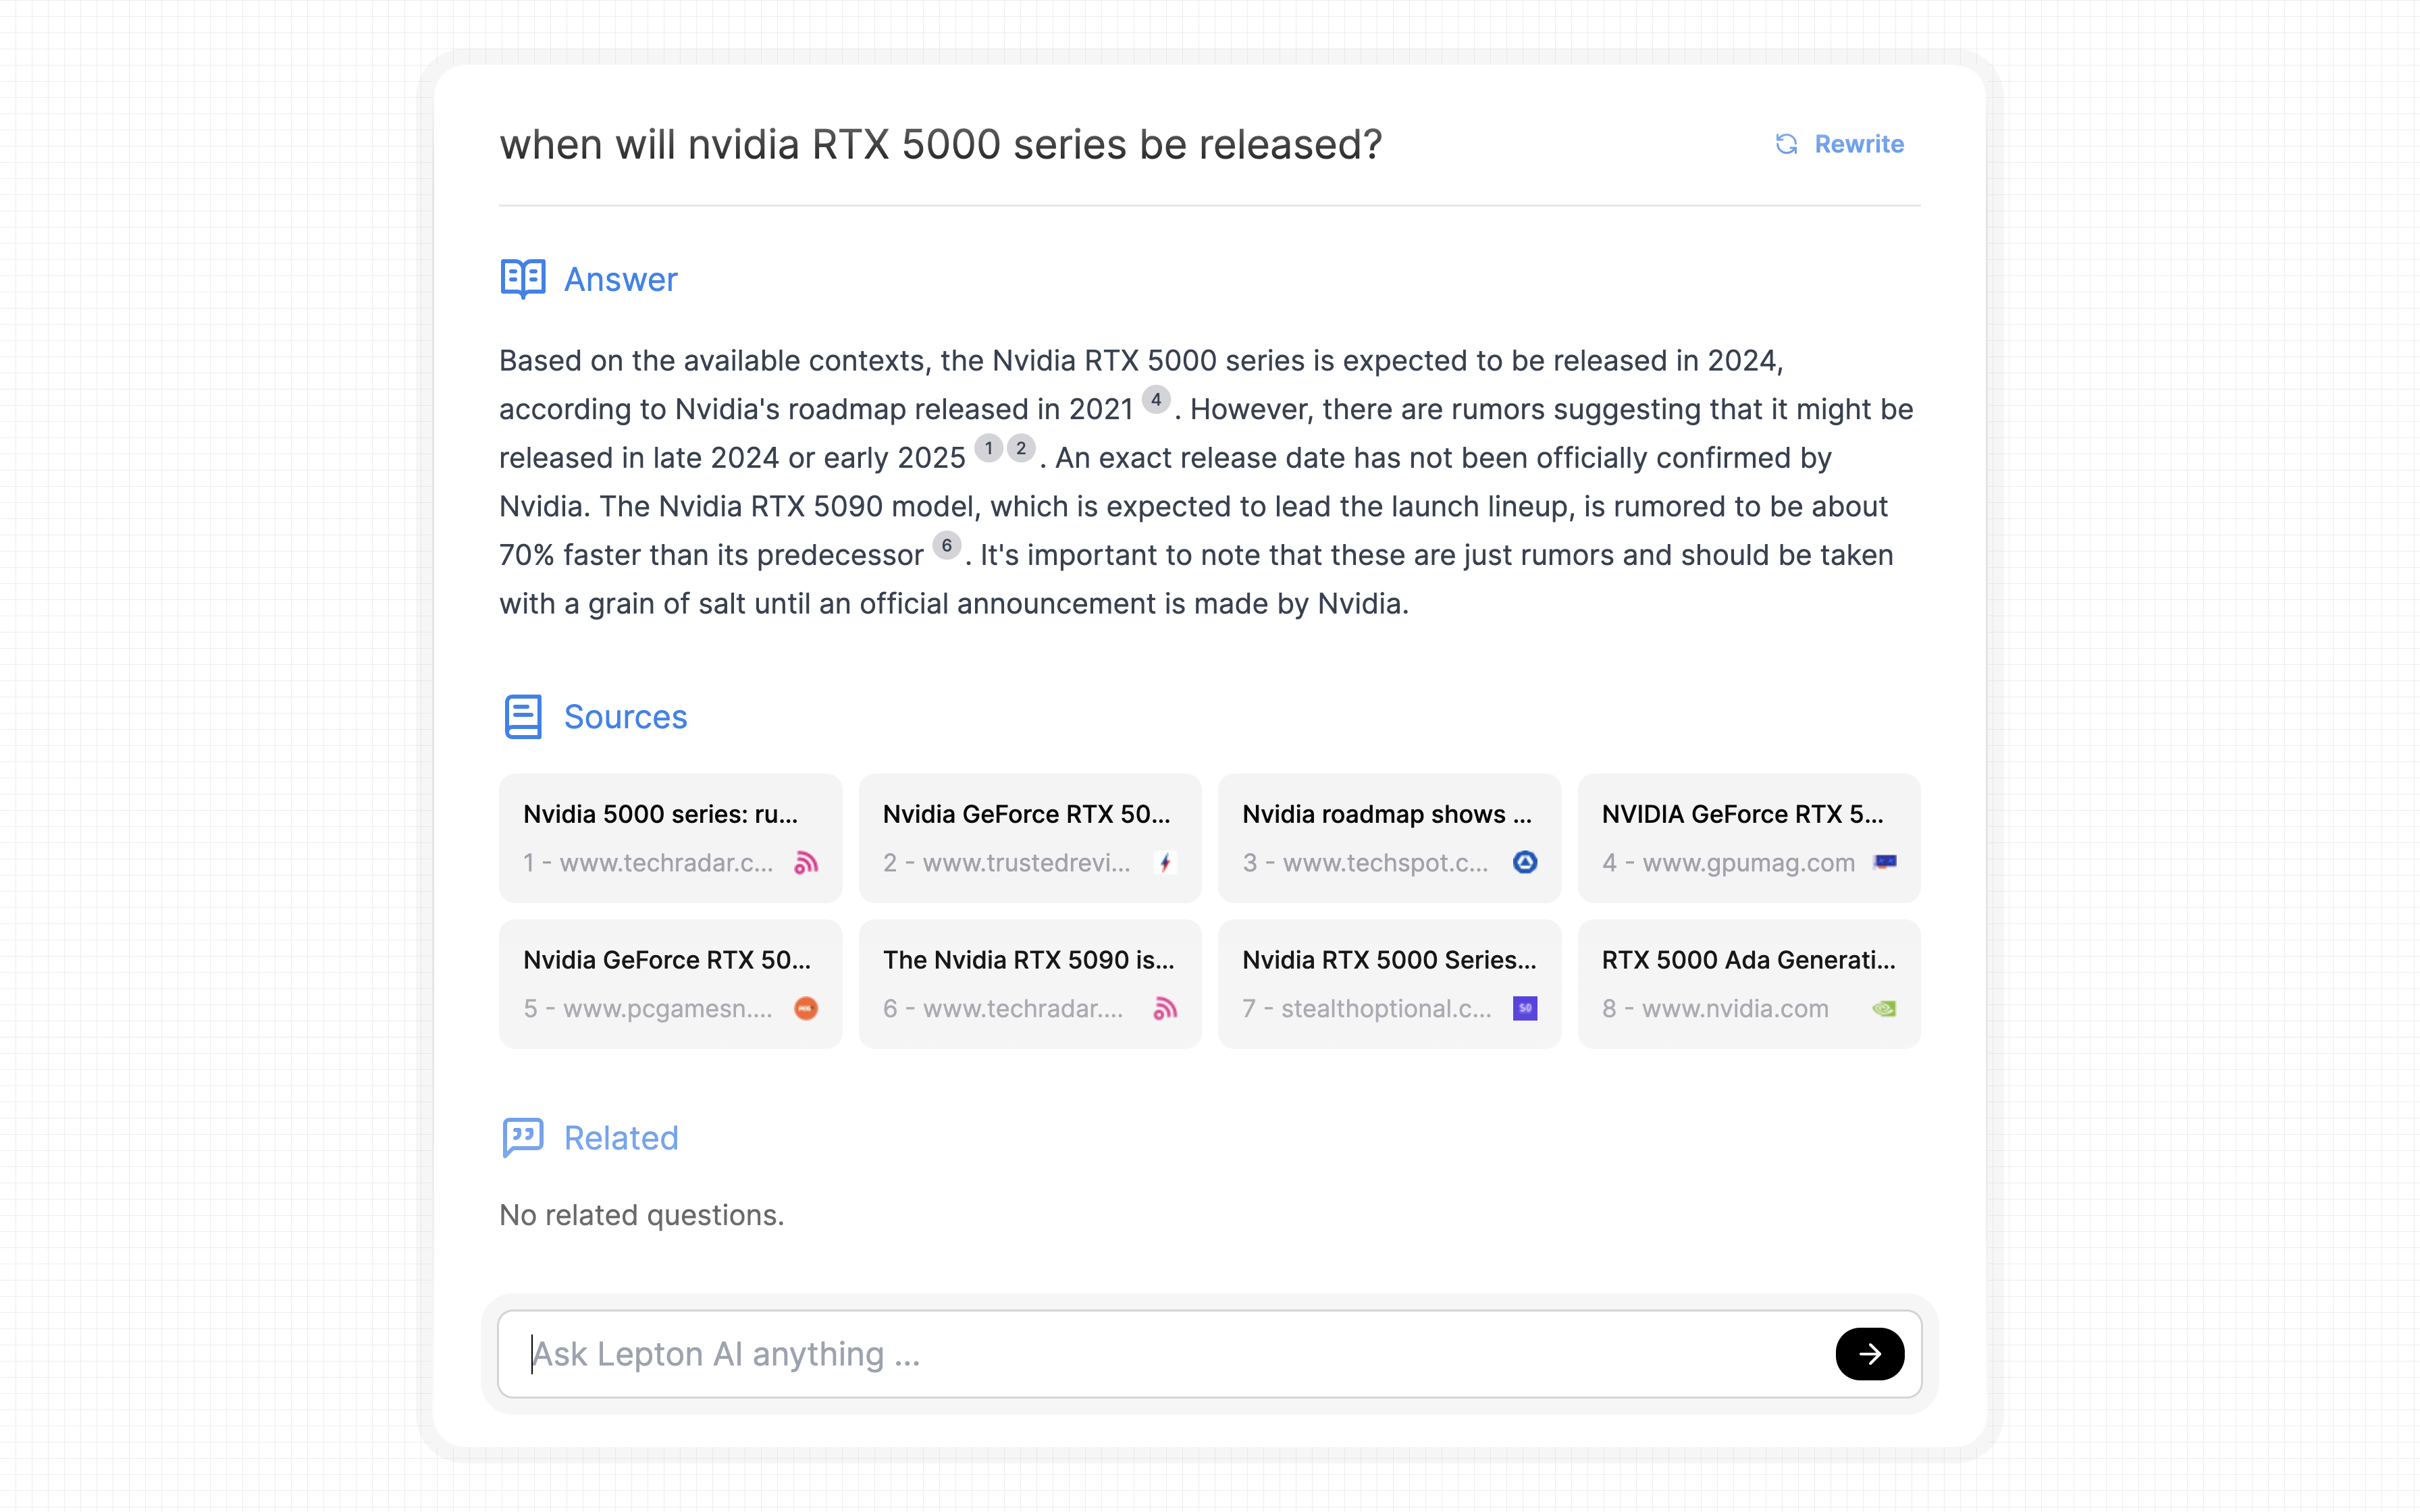 when will nvidia RTX 5000 series be released?
Rewrite
Answer
Based on the available contexts, the Nvidia RTX 5000 series is expected to be released in 2024,
according to Nvidia's roadmap released in 2021 4 . However, there are rumors suggesting that it might be
released in late 2024 or early 2025 1 2 . An exact release date has not been officially confirmed by
Nvidia. The Nvidia RTX 5090 model, which is expected to lead the launch lineup, is rumored to be about
70% faster than its predecessor 6 . It's important to note that these are just rumors and should be taken
with a grain of salt until an official announcement is made by Nvidia.
Sources
Nvidia 5000 series: ru...
1 - www.techradar.c...
Nvidia GeForce RTX 50...
2 - www.trustedrevi...
Nvidia roadmap shows ...
3 - www.techspot.c...
NVIDIA GeForce RTX 5...
4 - www.gpumag.com
Nvidia GeForce RTX 50...
5 - www.pcgamesn....
The Nvidia RTX 5090 is...
6 - www.techradar....
Nvidia RTX 5000 Series...
7 - stealthoptional.c...
RTX 5000 Ada Generati...
8 - www.nvidia.com
Related
No related questions.
Ask Lepton AI anything ...